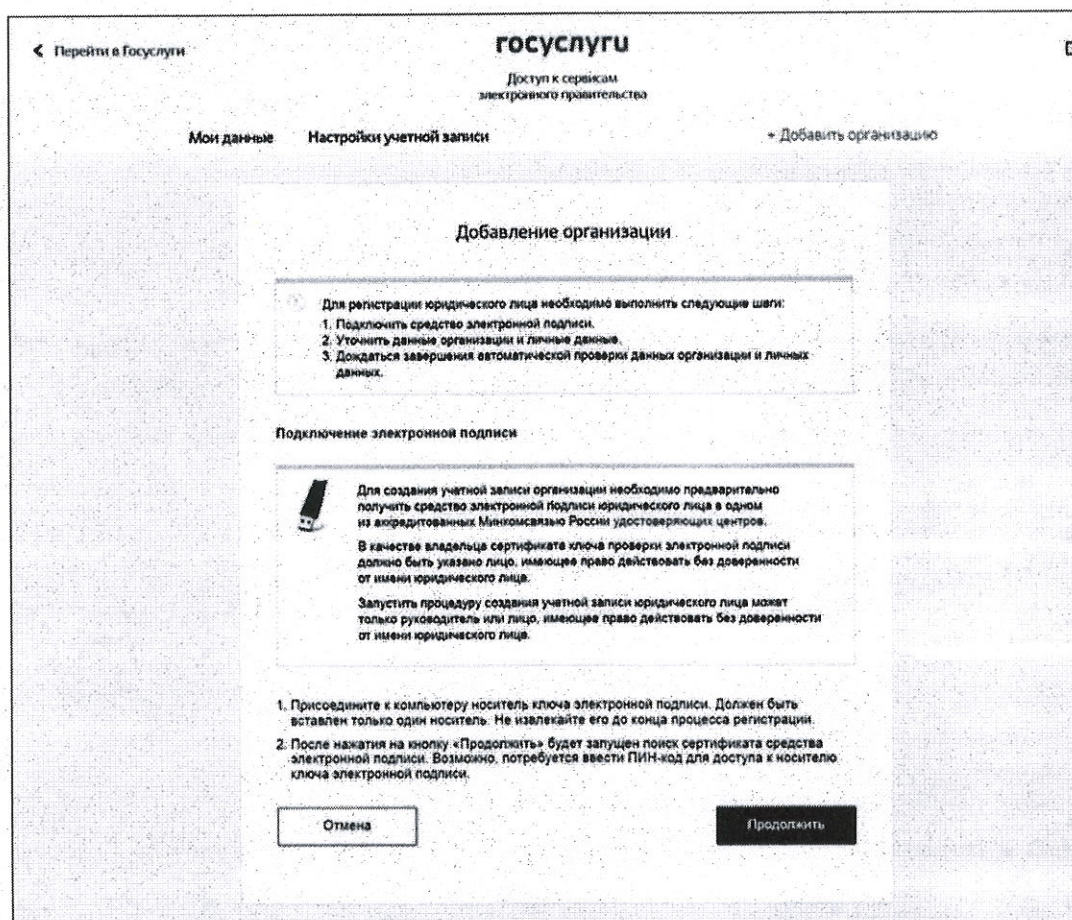 Перейти в Госуслуги
госуслуги
Доступ к сервисам
электронного правительства
Мои данные
Настройки учетной записи
+ Добавить организацию
Добавление организации
Для регистрации юридического лица необходимо выполнить следующие шаги:
1. Подключить средство электронной подписи.
2. Уточнить данные организации и личные данные.
3. Дождаться завершения автоматической проверки данных организации и личных
данных.
Подключение электронной подписи
Для создания учетной записи организации необходимо предварительно
получить средство электронной подписи юридического лица в одном
из аккредитованных Минкомсвязью России удостоверяющих центров.
В качестве владельца сертификата ключа проверки электронной подписи
должно быть указано лицо, имеющее право действовать без доверенности
от имени юридического лица.
Запустить процедуру создания учетной записи юридического лица может
только руководитель или лицо, имеющее право действовать без доверенности
от имени юридического лица.
1. Присоедините к компьютеру носитель ключа электронной подписи. Должен быть
вставлен только один носитель. Не извлекайте его до конца процесса регистрации.
2. После нажатия на кнопку «Продолжить» будет запущен поиск сертификата средства
электронной подписи. Возможно, потребуется ввести ПИН-код для доступа к носителю
ключа электронной подписи.
Отмена
Продолжить